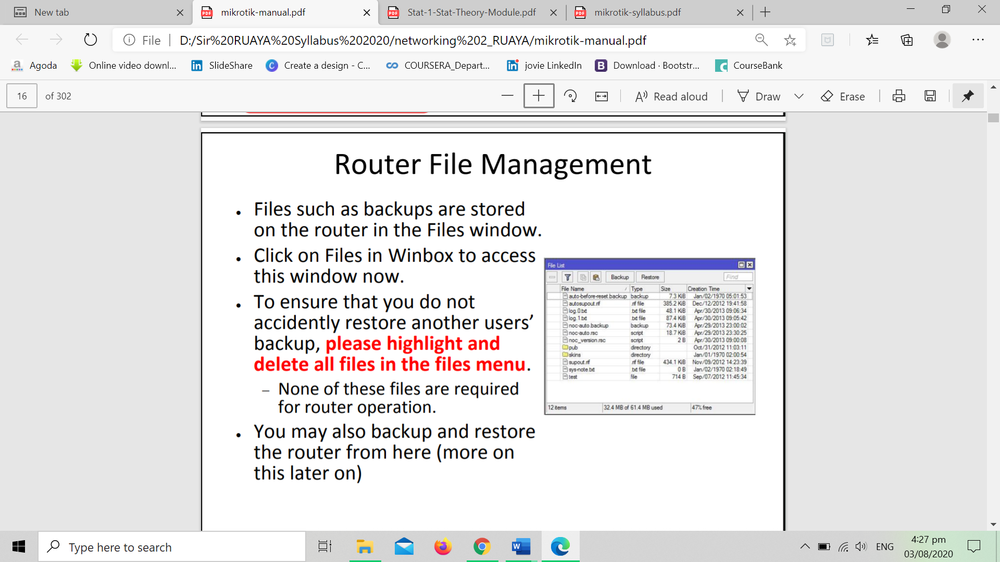 New tab
mikrotik-manual.pdf
Stat-1-Stat-Theory-Module.pdf
mikrotik-syllabus.pdf
File
D:/Sir%20RUAYA%20Syllabus%202020/networking%202_RUAYA/mikrotik-manual.pdf
Agoda
Online video downl...
SlideShare
Create a design - C...
COURSERA_Depart...
jovie LinkedIn
Download · Bootstr...
CourseBank
16 of 302
Read aloud
Draw
Erase
Router File Management
• Files such as backups are stored
on the router in the Files window.
• Click on Files in Winbox to access
this window now.
• To ensure that you do not
accidently restore another users’
backup, please highlight and
delete all files in the files menu.
– None of these files are required
for router operation.
• You may also backup and restore
the router from here (more on
this later on)
File List
Backup Restore Find
File Name Type Size Creation Time
auto-before-reset.backup backup 7.3 KiB Jan/02/1970 05:01:53
autosupout.rif .rif file 385.2 KiB Dec/12/2012 19:41:58
log.0.txt .txt file 48.1 KiB Apr/30/2013 09:06:34
log.1.txt .txt file 87.4 KiB Apr/30/2013 09:05:42
noc-auto.backup backup 73.4 KiB Apr/29/2013 23:00:02
noc-auto.rsc script 18.7 KiB Apr/29/2013 23:30:25
noc_version.rsc script 2 B Apr/30/2013 09:00:08
pub directory Oct/31/2012 11:03:11
skins directory Jan/01/1970 02:00:54
supout.rif .rif file 434.1 KiB Nov/09/2012 14:23:39
sys-note.txt .txt file 0 B Jan/02/1970 02:18:49
test file 714 B Sep/07/2012 11:45:34
12 items 32.4 MB of 61.4 MB used 47% free
Type here to search
ENG
4:27 pm
03/08/2020